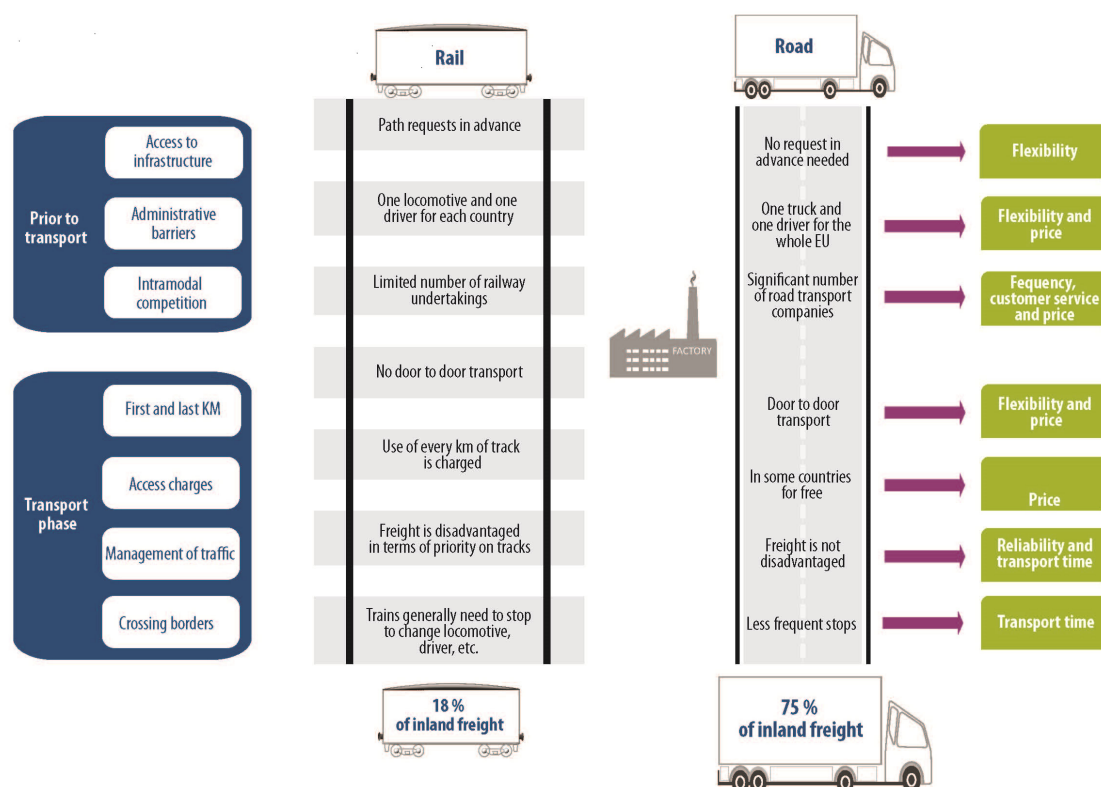 Rail
Road
Prior to
transport
Access to
infrastructure
Path requests in advance
No request in
advance needed
Flexibility
Administrative
barriers
One locomotive and one
driver for each country
One truck and
one driver for the
whole EU
Flexibility and
price
Intramodal
competition
Limited number of railway
undertakings
Significant number
of road transport
companies
Fequency,
customer service
and price
FACTORY
Transport
phase
First and last KM
No door to door transport
Door to door
transport
Flexibility and
price
Access charges
Use of every km of track
is charged
In some countries
for free
Price
Management of traffic
Freight is disadvantaged
in terms of priority on tracks
Freight is not
disadvantaged
Reliability and
transport time
Crossing borders
Trains generally need to stop
to change locomotive,
driver, etc.
Less frequent stops
Transport time
18 %
of inland freight
75 %
of inland freight